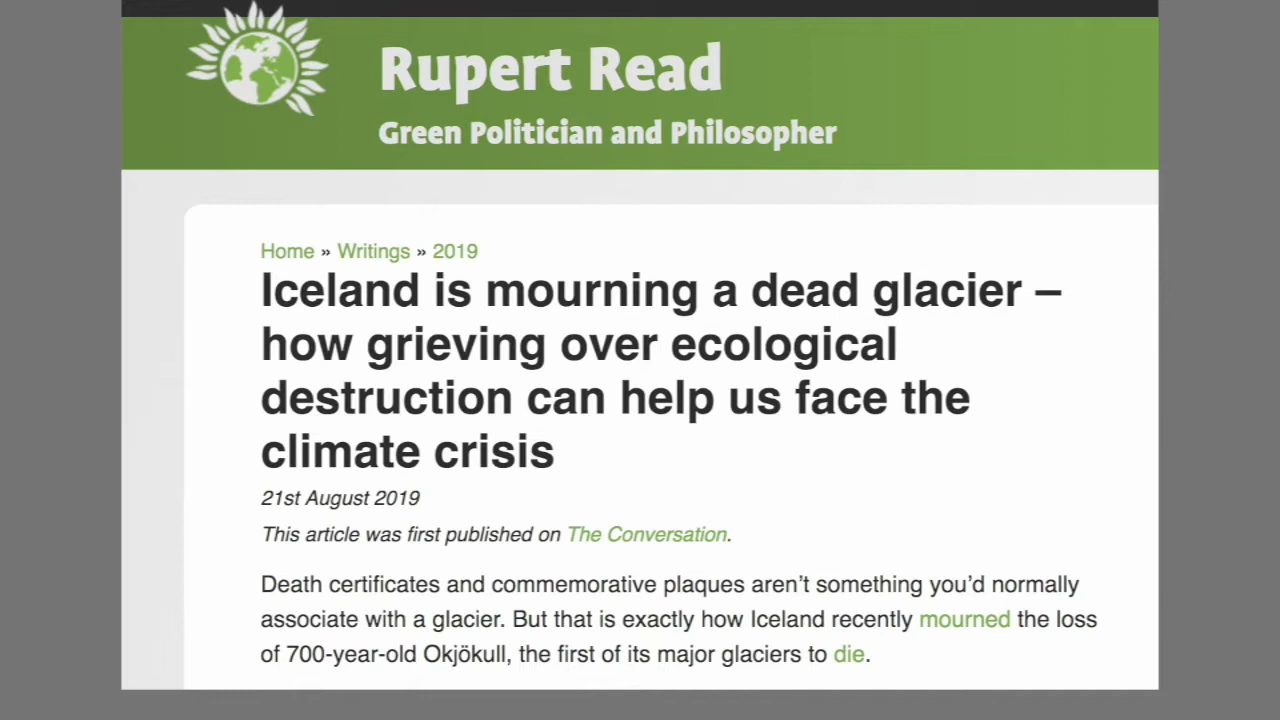 Rupert Read
Green Politician and Philosopher
Home » Writings » 2019
Iceland is mourning a dead glacier –
how grieving over ecological
destruction can help us face the
climate crisis
21st August 2019
This article was first published on The Conversation.
Death certificates and commemorative plaques aren’t something you’d normally
associate with a glacier. But that is exactly how Iceland recently mourned the loss
of 700-year-old Okjökull, the first of its major glaciers to die.